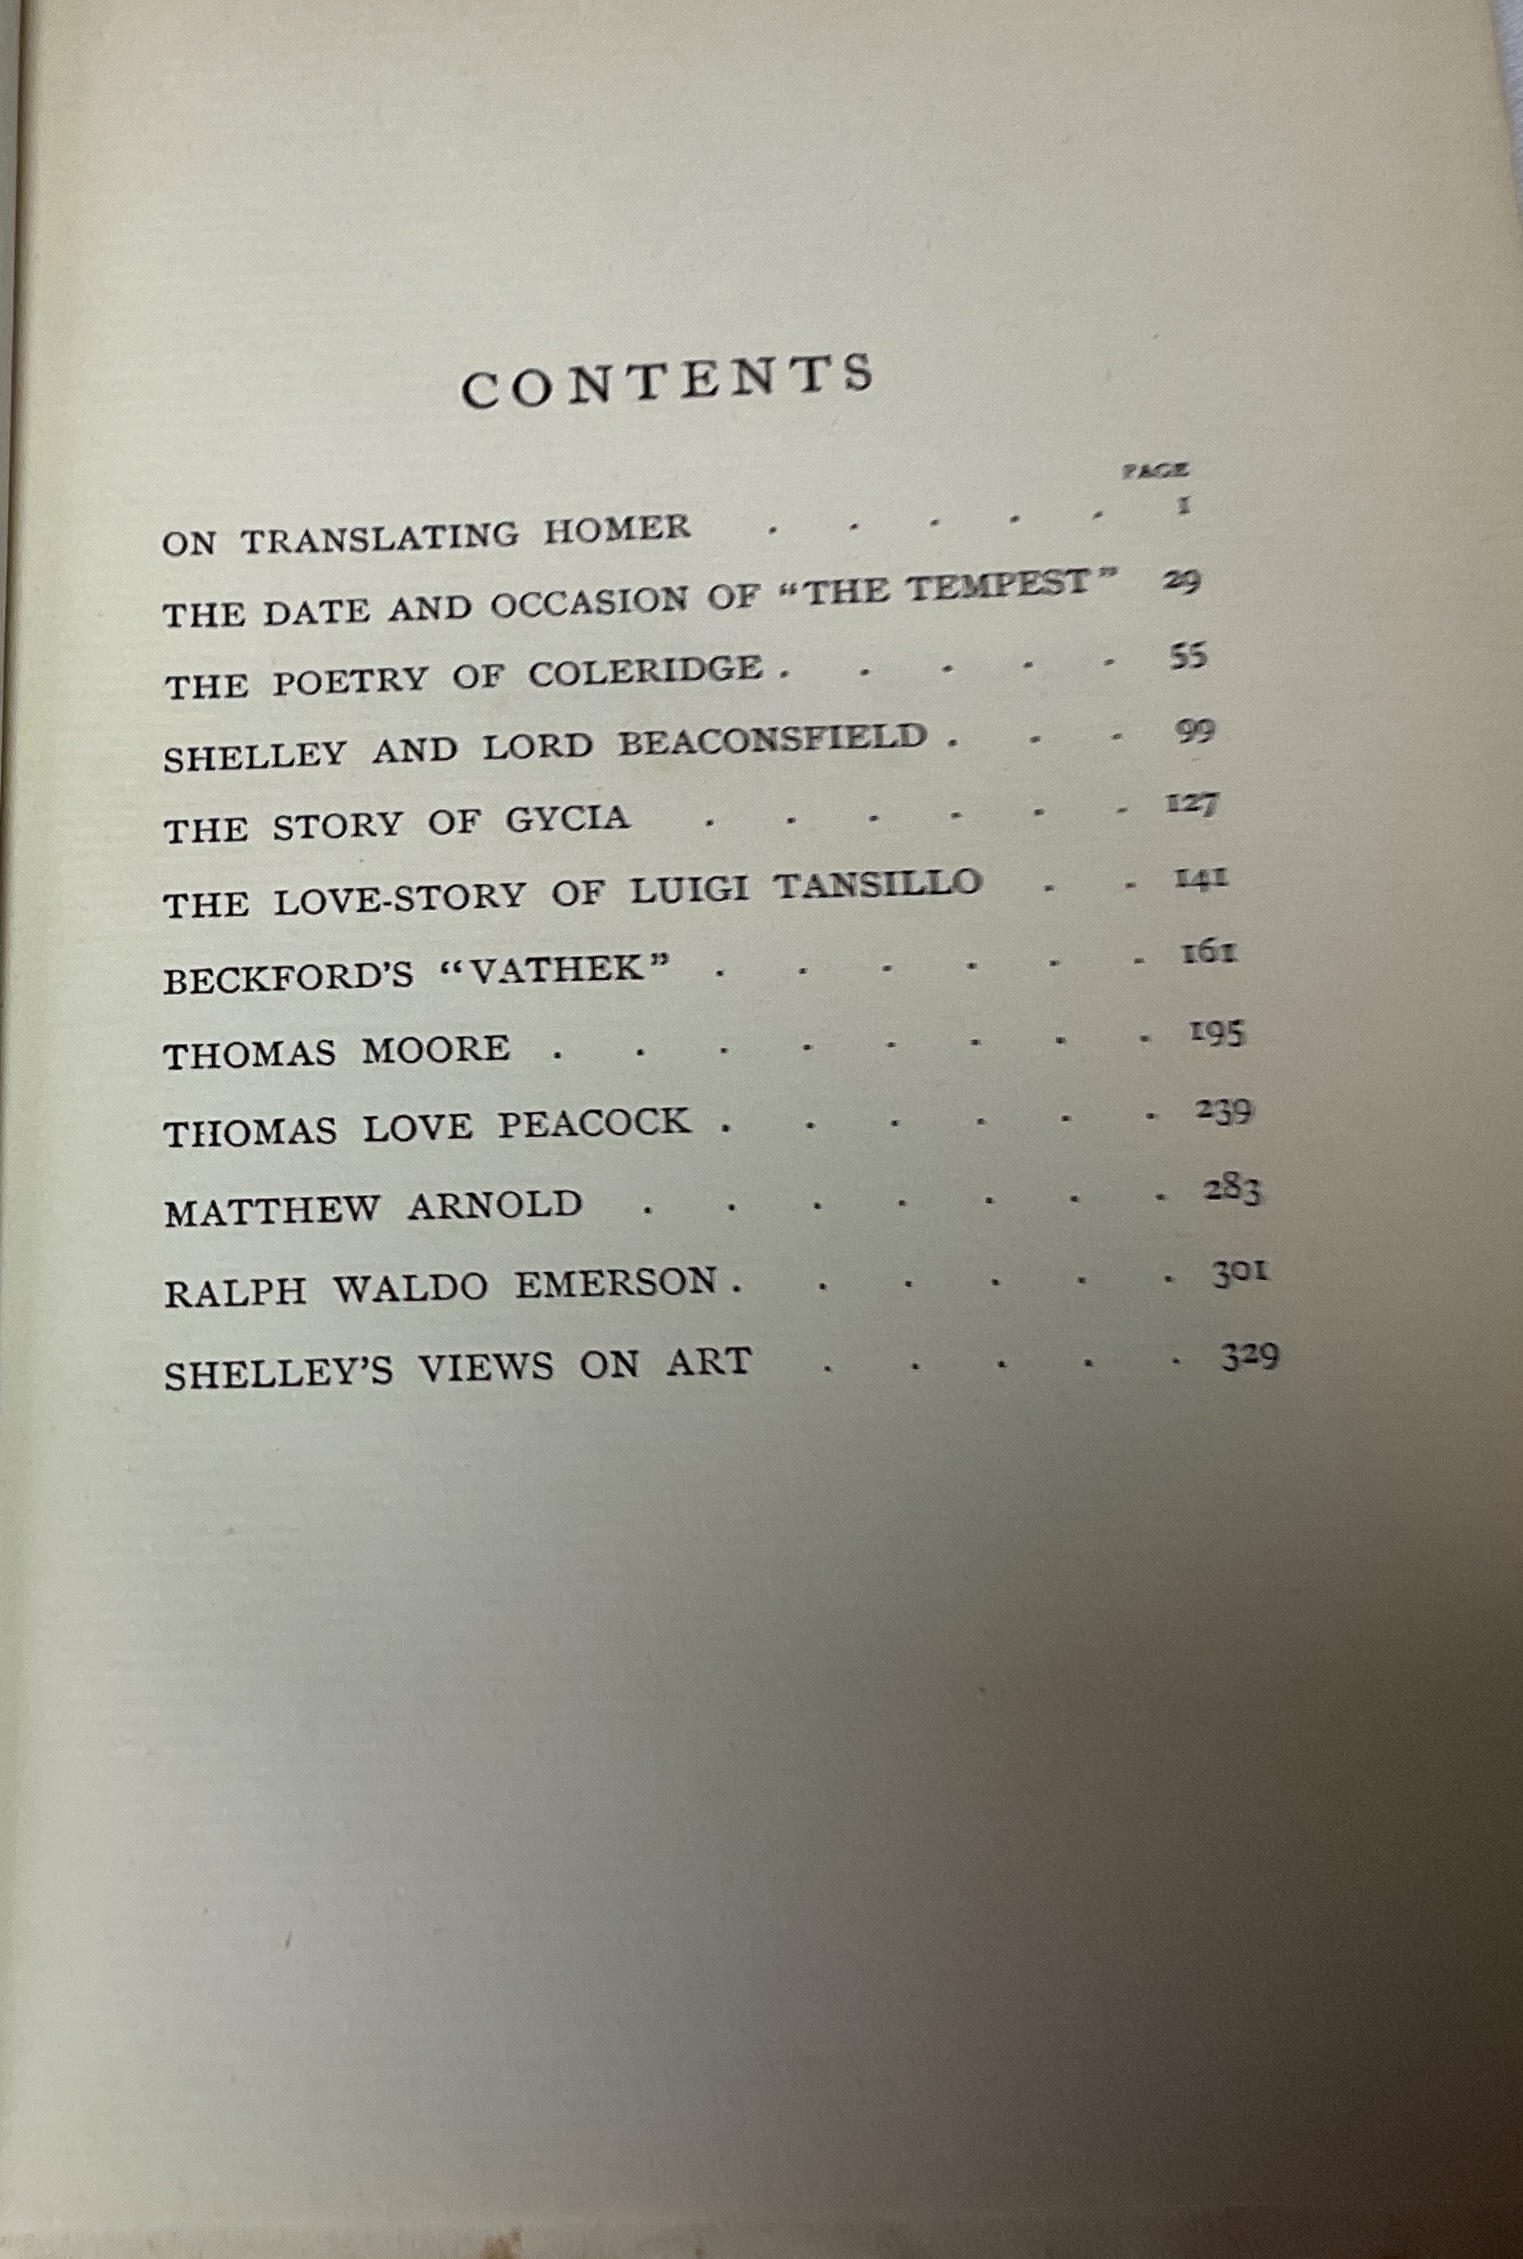 CONTENTS
PAGE
ON TRANSLATING HOMER . . . . . 1
THE DATE AND OCCASION OF “THE TEMPEST” 29
THE POETRY OF COLERIDGE . . . . . 55
SHELLEY AND LORD BEACONSFIELD . . . 99
THE STORY OF GYCIA . . . . . . 127
THE LOVE-STORY OF LUIGI TANSILLO . . 141
BECKFORD’S “VATHEK” . . . . . . 161
THOMAS MOORE . . . . . . . . 195
THOMAS LOVE PEACOCK . . . . . . 239
MATTHEW ARNOLD . . . . . . . 283
RALPH WALDO EMERSON . . . . . . 301
SHELLEY’S VIEWS ON ART . . . . . 329